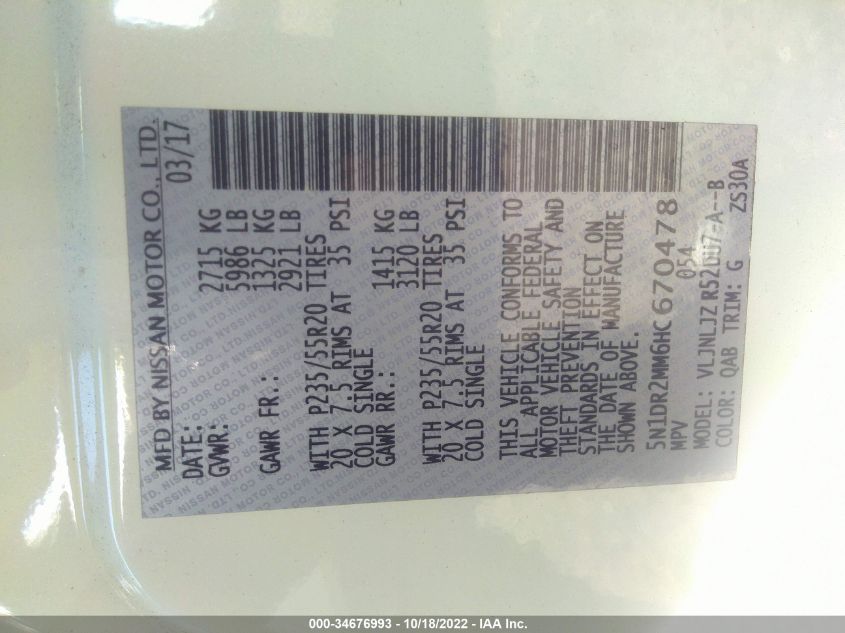 MFD BY NISSAN MOTOR CO., LTD.
DATE: 03/17
GVWR: 2715 KG
5986 LB
GAWR FR.: 1325 KG
2921 LB
WITH P235/55R20 TIRES
20 X 7.5 RIMS AT 35 PSI
COLD SINGLE
GAWR RR.: 1415 KG
3120 LB
WITH P235/55R20 TIRES
20 X 7.5 RIMS AT 35 PSI
COLD SINGLE
THIS VEHICLE CONFORMS TO
ALL APPLICABLE FEDERAL
MOTOR VEHICLE SAFETY AND
THEFT PREVENTION
STANDARDS IN EFFECT ON
THE DATE OF MANUFACTURE
SHOWN ABOVE.
5N1DR2MM6HC670478
MPV 054
MODEL: VLJNLJZ R52UU7-A--B
COLOR: QAB TRIM: G ZS30A
000-34676993 - 10/18/2022 - IAA Inc.